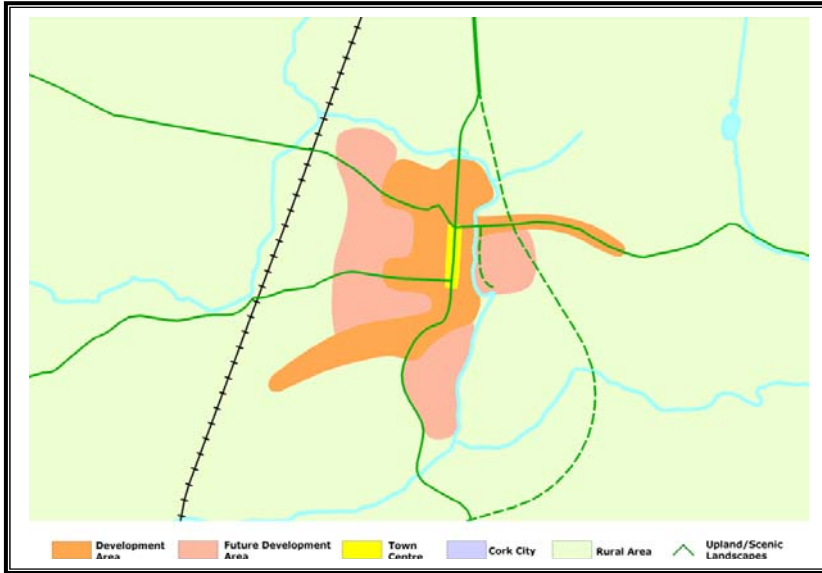 Development
Area
Future Development
Area
Town
Centre
Cork City
Rural Area
Upland/Scenic
Landscapes